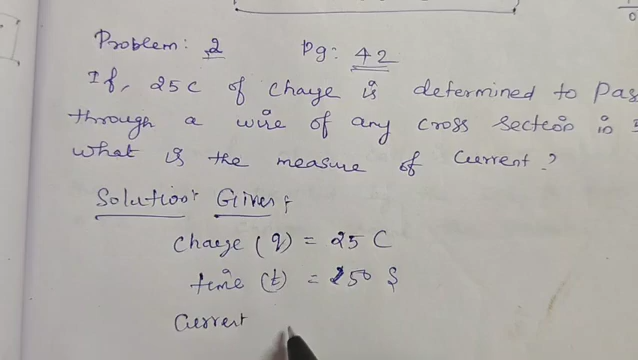 Problem: 2 pg: 42
If, 25C of charge is determined to pas
through a wire of any cross section in
what is the measure of current?
Solution: Given:
Charge (q) = 25 C
time (t) = 50 S
Current